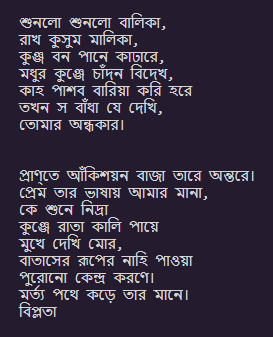 শুনলো শুনলো বালিকা,
রাখ কুসুম মালিকা,
কুঞ্জ বন পানে কাঢারে,
মধুর কুঞ্জে চাঁদন বিদেখ,
কাহ পাশব বারিয়া করি হরে
তখন স বাঁধা যে দেখি,
তোমার অন্ধকার।
প্রাণ্তে আঁকিশয়ন বাজা তারে অন্তরে।
প্রেম তার ভাষায় আমার মানা,
কে শুনে নিদ্রা
কুঞ্জে রাতা কালি পায়ে
মুখে দেখি মোর,
বাতাসের রূপের নাহি পাওয়া
পুরোনো কেন্দ্র করণে।
মর্ত্য পথে কড়ে তার মানে।
বিপ্লতা